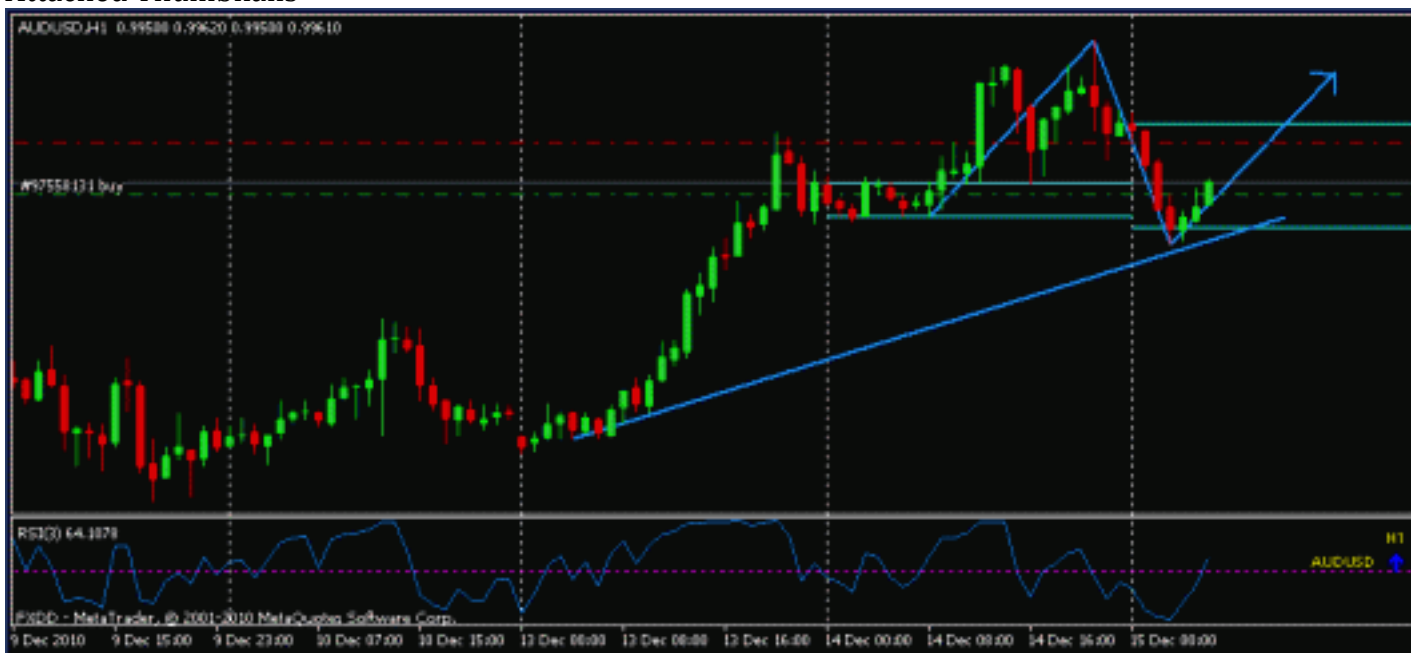 AUDUSD,H1 0.99580 0.99620 0.99580 0.99610
#97558131 buy
RSI(3) 64.1878
H1
AUDUSD
FXDD - MetaTrader, © 2001-2010 MetaQuotes Software Corp.
9 Dec 2010 9 Dec 15:00 9 Dec 23:00 10 Dec 07:00 10 Dec 15:00 13 Dec 00:00 13 Dec 08:00 13 Dec 16:00 14 Dec 00:00 14 Dec 08:00 14 Dec 16:00 15 Dec 00:00